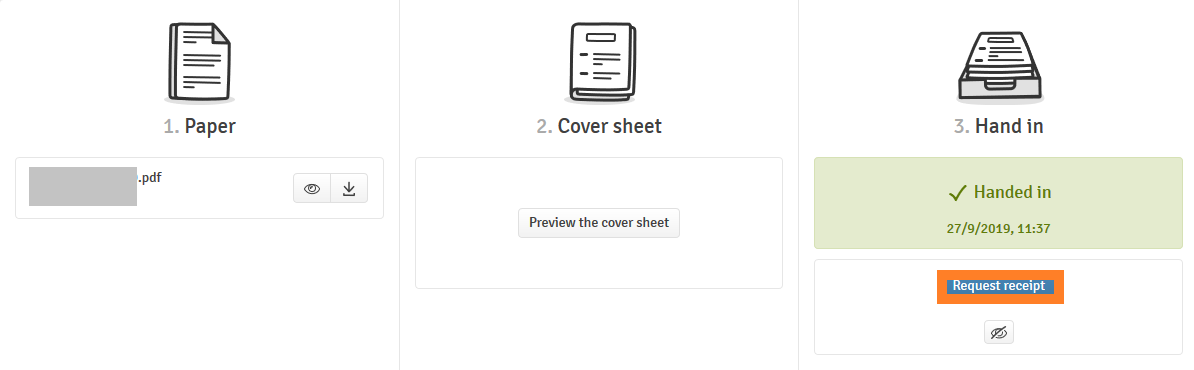 1. Paper
.pdf
2. Cover sheet
Preview the cover sheet
3. Hand in
Handed in
27/9/2019, 11:37
Request receipt